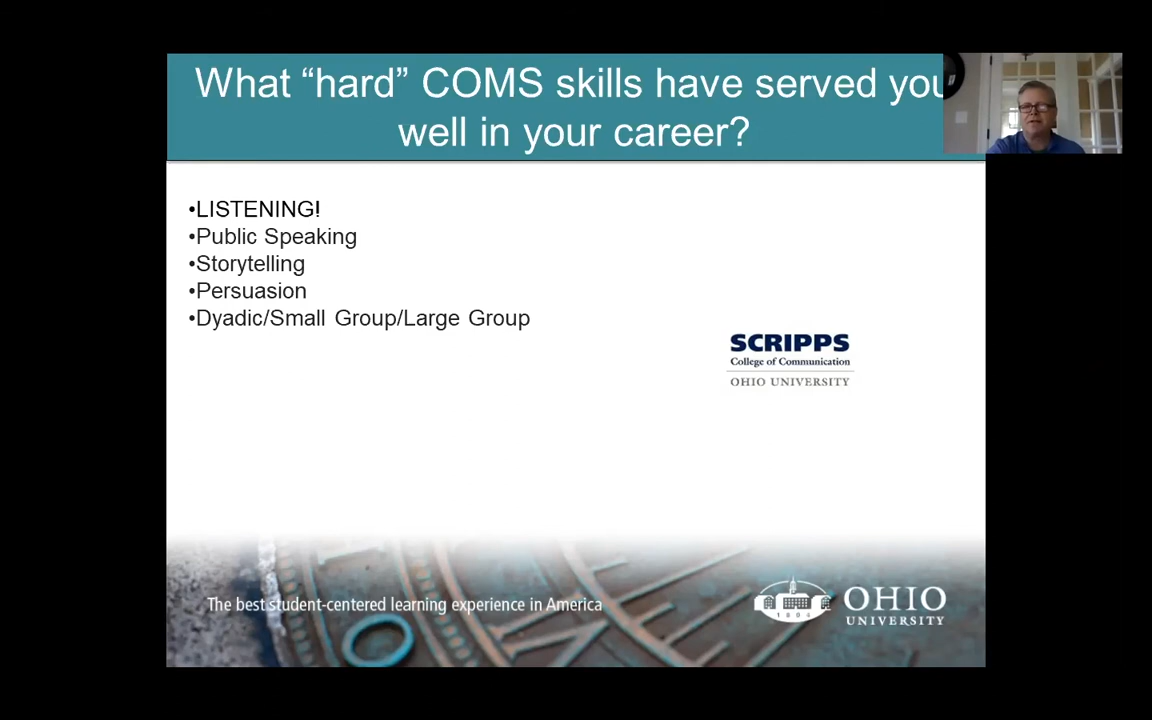 What “hard” COMS skills have served you
well in your career?
•LISTENING!
•Public Speaking
•Storytelling
•Persuasion
•Dyadic/Small Group/Large Group
SCRIPPS
College of Communication
OHIO UNIVERSITY
The best student-centered learning experience in America
1804
OHIO
UNIVERSITY